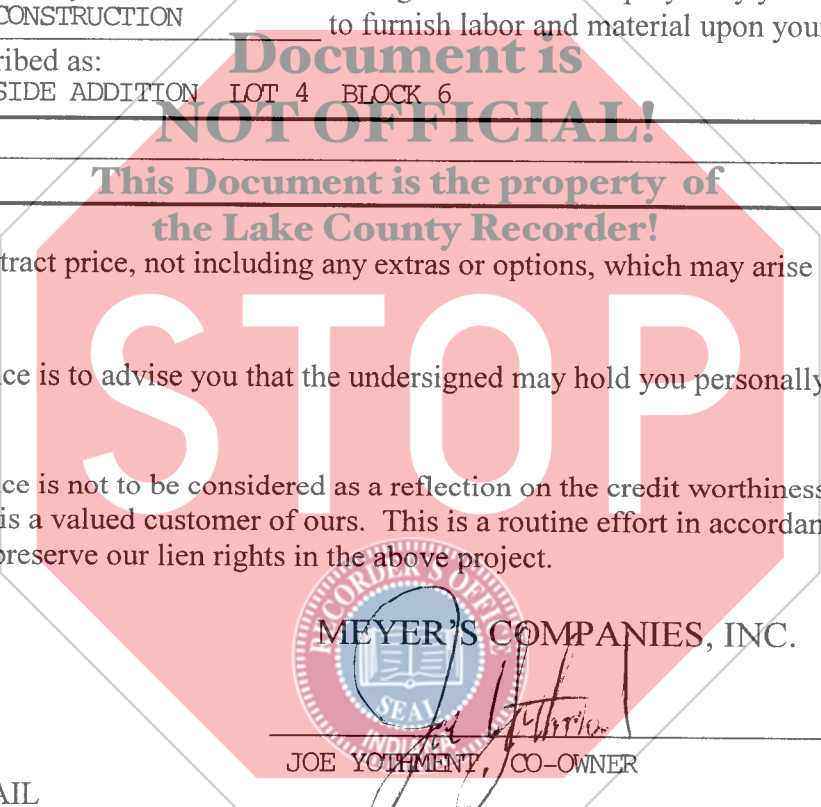 CONSTRUCTION to furnish labor and material upon you
ribed as:
Document is
SIDE ADDITION LOT 4 BLOCK 6
NOT OFFICIAL!
This Document is the property of
the Lake County Recorder!
tract price, not including any extras or options, which may arise
STOP
ce is to advise you that the undersigned may hold you personally
ce is not to be considered as a reflection on the credit worthiness
is a valued customer of ours. This is a routine effort in accordan
preserve our lien rights in the above project.
RECORDER'S OFFICE
SEAL
INDIANA
MEYER'S COMPANIES, INC.
JOE YOTHMENT, CO-OWNER
AIL